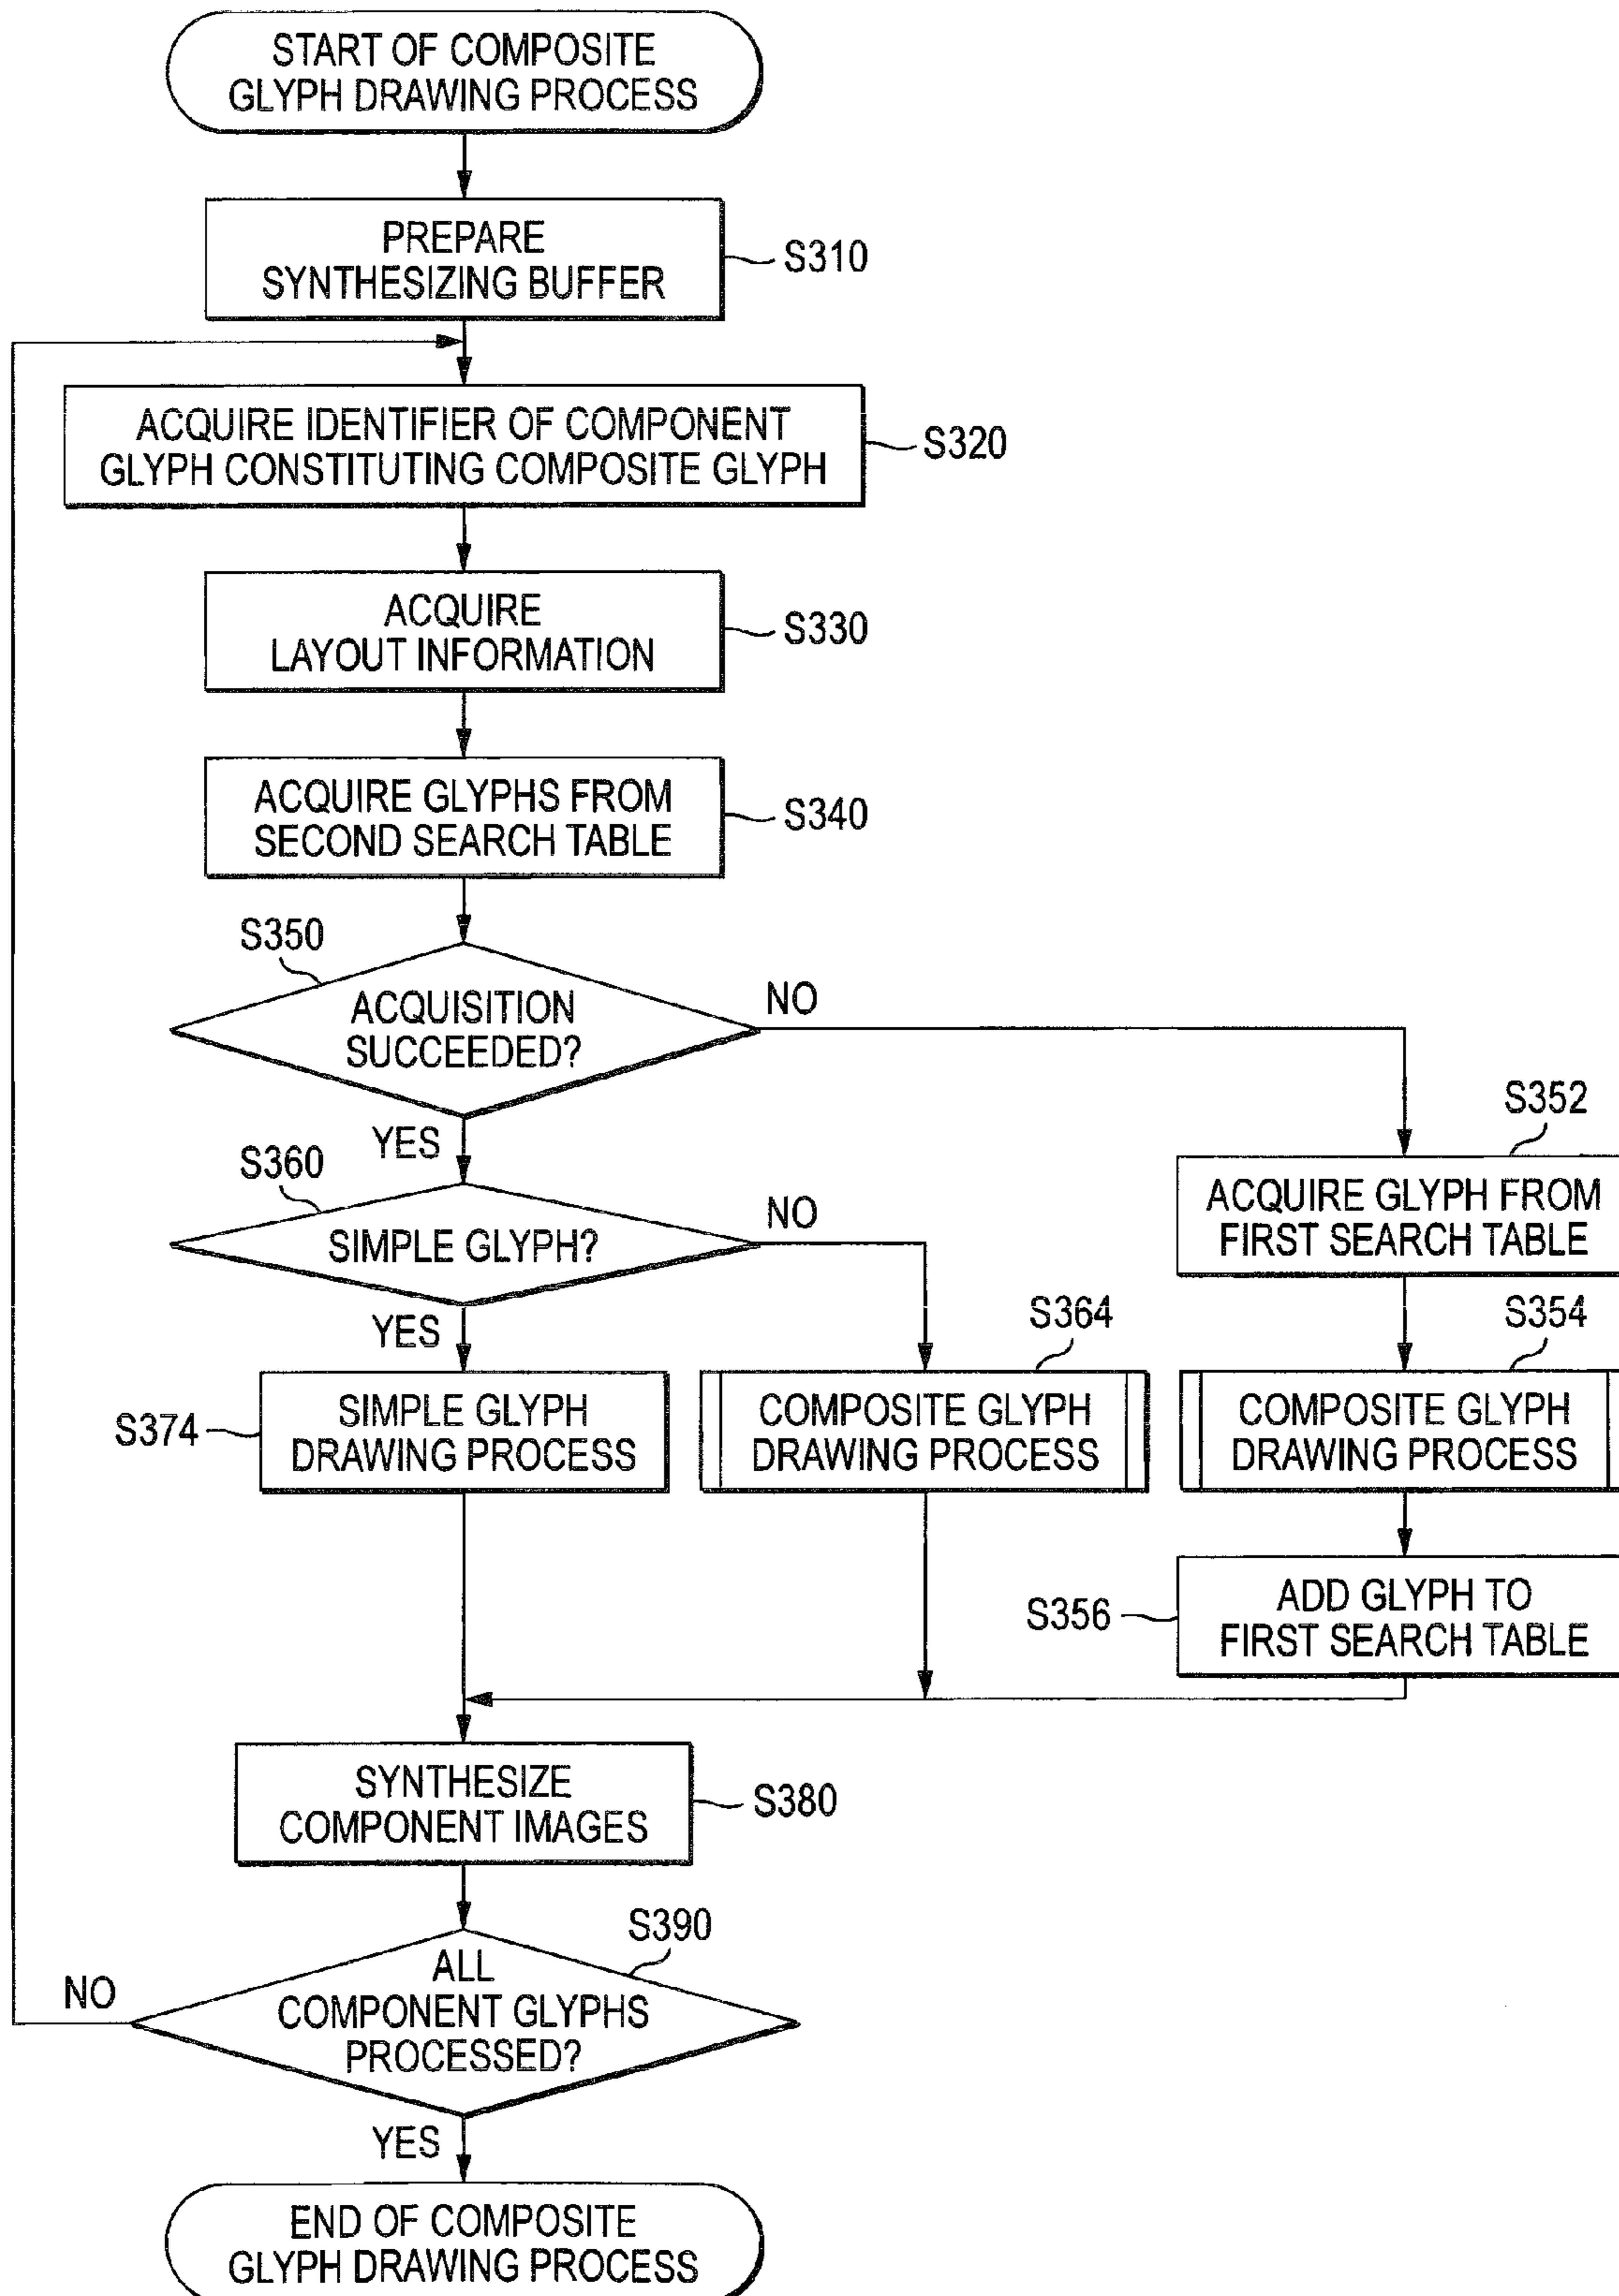 START OF COMPOSITE
GLYPH DRAWING PROCESS
PREPARE
SYNTHESIZING BUFFER
S310
ACQUIRE IDENTIFIER OF COMPONENT
GLYPH CONSTITUTING COMPOSITE GLYPH
S320
ACQUIRE
LAYOUT INFORMATION
S330
ACQUIRE GLYPHS FROM
SECOND SEARCH TABLE
S340
S350
ACQUISITION
SUCCEEDED?
NO
YES
S352
ACQUIRE GLYPH FROM
FIRST SEARCH TABLE
S360
SIMPLE GLYPH?
NO
YES
S374
SIMPLE GLYPH
DRAWING PROCESS
S364
COMPOSITE GLYPH
DRAWING PROCESS
S354
COMPOSITE GLYPH
DRAWING PROCESS
S356
ADD GLYPH TO
FIRST SEARCH TABLE
SYNTHESIZE
COMPONENT IMAGES
S380
S390
ALL
COMPONENT GLYPHS
PROCESSED?
NO
YES
END OF COMPOSITE
GLYPH DRAWING PROCESS